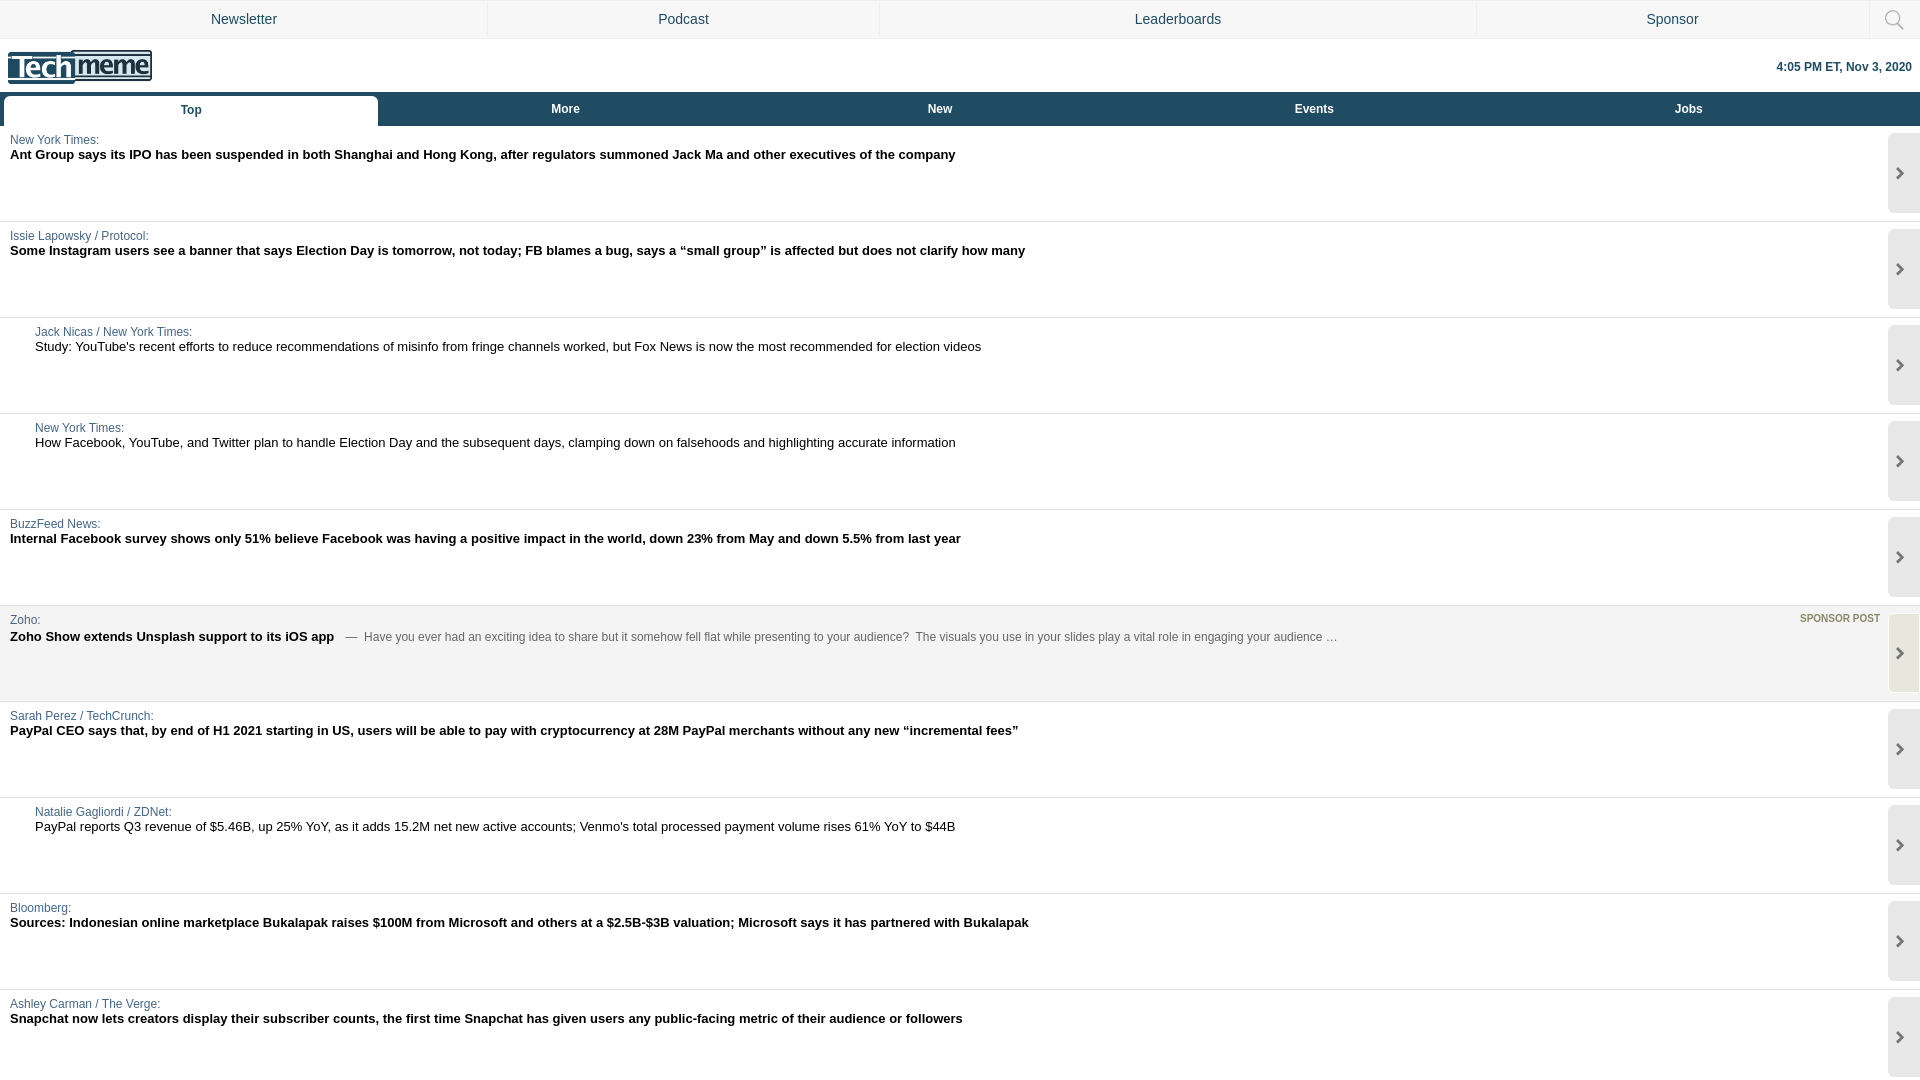 Newsletter
Podcast
Leaderboards
Sponsor
Techmeme
4:05 PM ET, Nov 3, 2020
Top
More
New
Events
Jobs
New York Times:
Ant Group says its IPO has been suspended in both Shanghai and Hong Kong, after regulators summoned Jack Ma and other executives of the company
Issie Lapowsky / Protocol:
Some Instagram users see a banner that says Election Day is tomorrow, not today; FB blames a bug, says a “small group” is affected but does not clarify how many
Jack Nicas / New York Times:
Study: YouTube's recent efforts to reduce recommendations of misinfo from fringe channels worked, but Fox News is now the most recommended for election videos
New York Times:
How Facebook, YouTube, and Twitter plan to handle Election Day and the subsequent days, clamping down on falsehoods and highlighting accurate information
BuzzFeed News:
Internal Facebook survey shows only 51% believe Facebook was having a positive impact in the world, down 23% from May and down 5.5% from last year
Zoho:
SPONSOR POST
Zoho Show extends Unsplash support to its iOS app — Have you ever had an exciting idea to share but it somehow fell flat while presenting to your audience? The visuals you use in your slides play a vital role in engaging your audience …
Sarah Perez / TechCrunch:
PayPal CEO says that, by end of H1 2021 starting in US, users will be able to pay with cryptocurrency at 28M PayPal merchants without any new “incremental fees”
Natalie Gagliordi / ZDNet:
PayPal reports Q3 revenue of $5.46B, up 25% YoY, as it adds 15.2M net new active accounts; Venmo's total processed payment volume rises 61% YoY to $44B
Bloomberg:
Sources: Indonesian online marketplace Bukalapak raises $100M from Microsoft and others at a $2.5B-$3B valuation; Microsoft says it has partnered with Bukalapak
Ashley Carman / The Verge:
Snapchat now lets creators display their subscriber counts, the first time Snapchat has given users any public-facing metric of their audience or followers